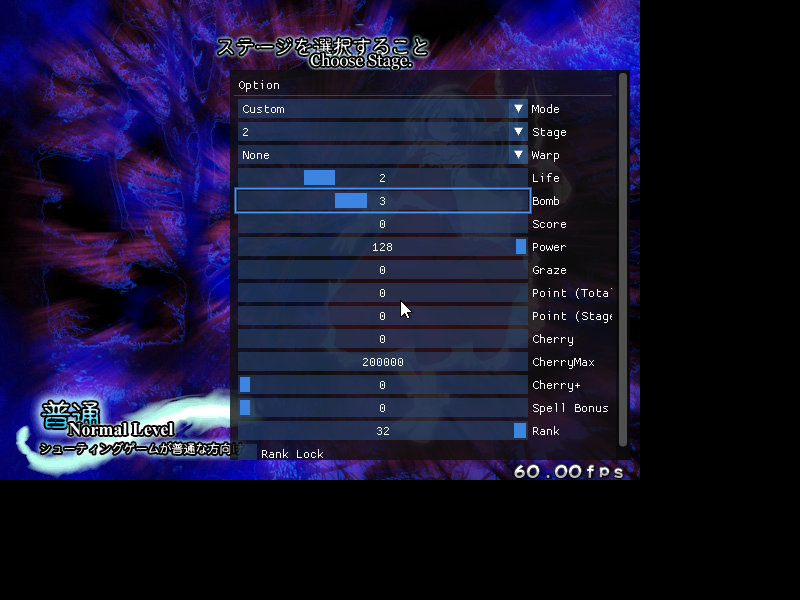 ステージを選択すること
Choose Stage.
Option
Custom Mode
2 Stage
None Warp
2 Life
3 Bomb
0 Score
128 Power
0 Graze
0 Point (Total
0 Point (Stage
0 Cherry
200000 CherryMax
0 Cherry+
0 Spell Bonus
32 Rank
Rank Lock
普通
Normal Level
シューティングゲームが普通な方向
60.00fps